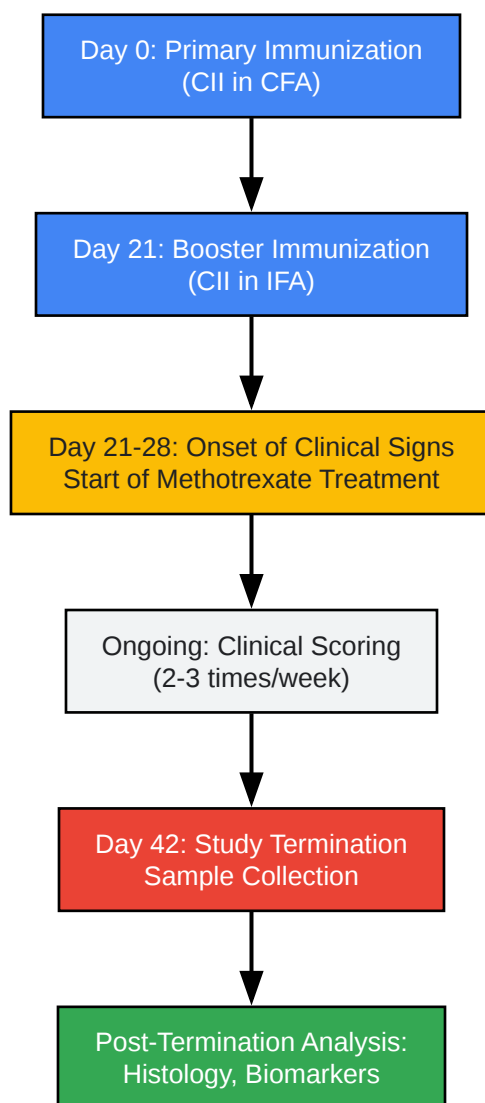 Day 0: Primary Immunization
(CII in CFA)
Day 21: Booster Immunization
(CII in IFA)
Day 21-28: Onset of Clinical Signs
Start of Methotrexate Treatment
Ongoing: Clinical Scoring
(2-3 times/week)
Day 42: Study Termination
Sample Collection
Post-Termination Analysis:
Histology, Biomarkers